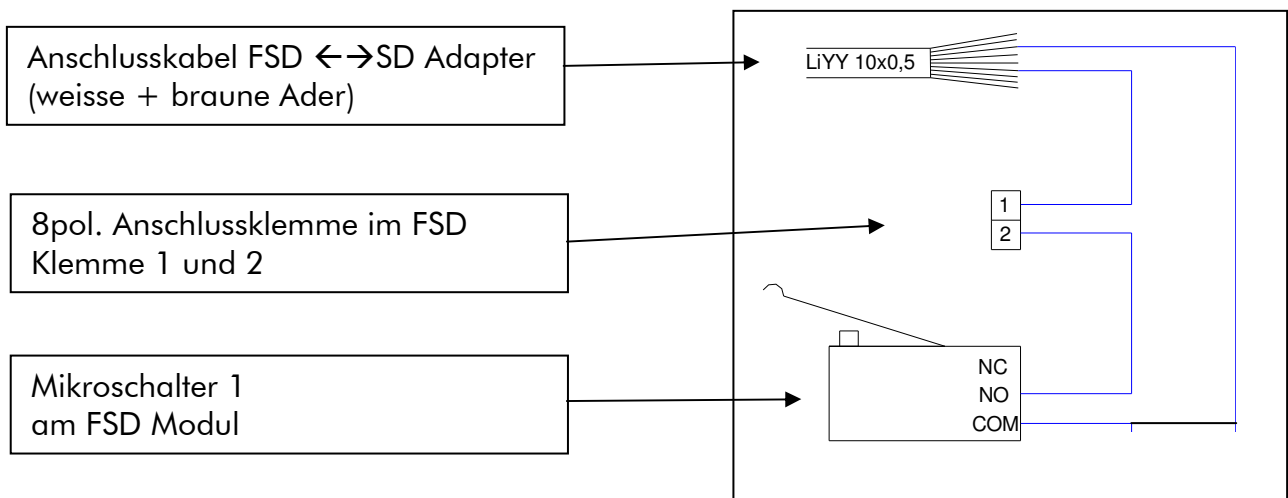 Anschlusskabel FSD ←→SD Adapter
(weisse + braune Ader)
LiYY 10x0,5
8pol. Anschlussklemme im FSD
Klemme 1 und 2
1
2
Mikroschalter 1
am FSD Modul
NC
NO
COM